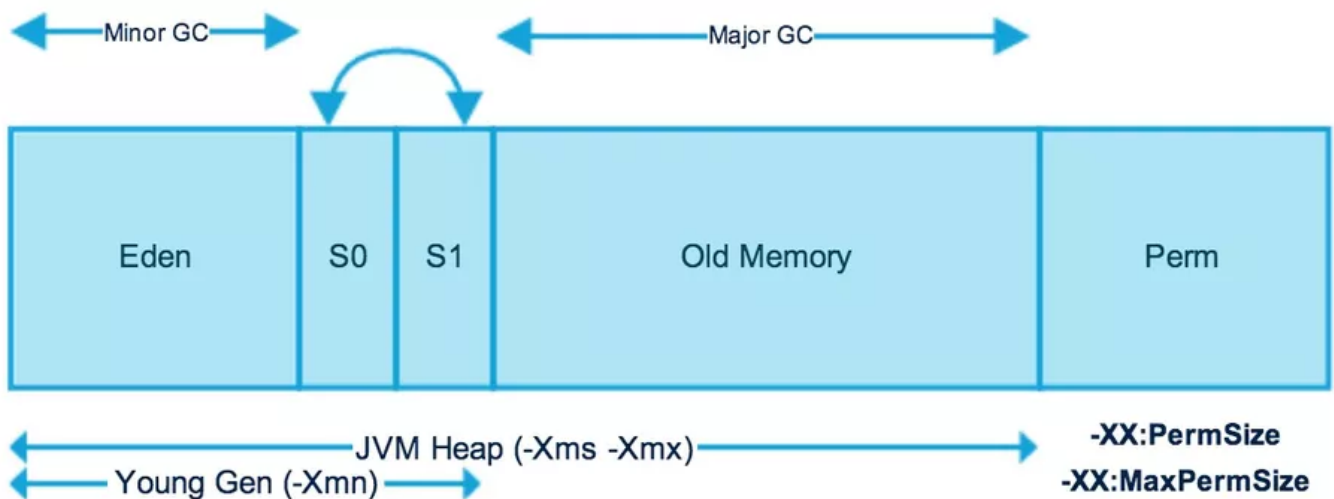 Minor GC
Major GC
Eden
S0
S1
Old Memory
Perm
JVM Heap (-Xms -Xmx)
-XX:PermSize
Young Gen (-Xmn)
-XX:MaxPermSize